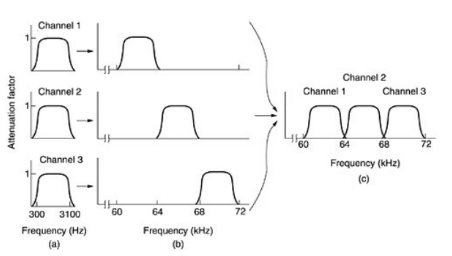 Channel 1
1
Channel 2
1
Attenuation factor
Channel 3
1
300 3100
Frequency (Hz)
(a)
60 64 68 72
Frequency (kHz)
(b)
Channel 2
Channel 1 Channel 3
60 64 68 72
Frequency (kHz)
(c)